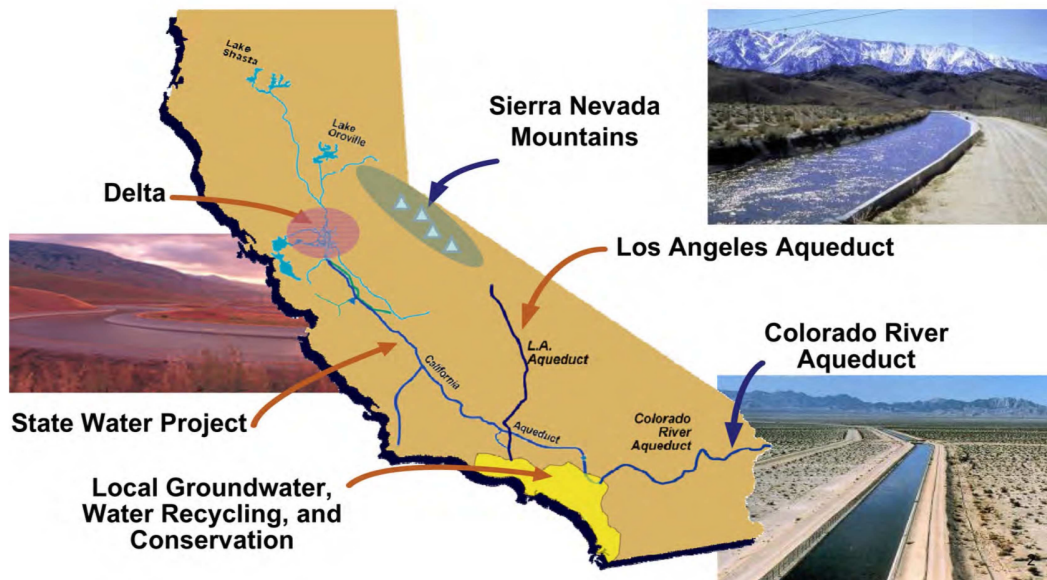 Lake
Shasta
Lake
Oroville
Sierra Nevada
Mountains
Delta
Los Angeles Aqueduct
L.A.
Aqueduct
Colorado River
Aqueduct
California
Aqueduct
State Water Project
Colorado
River
Aqueduct
Local Groundwater,
Water Recycling, and
Conservation
2